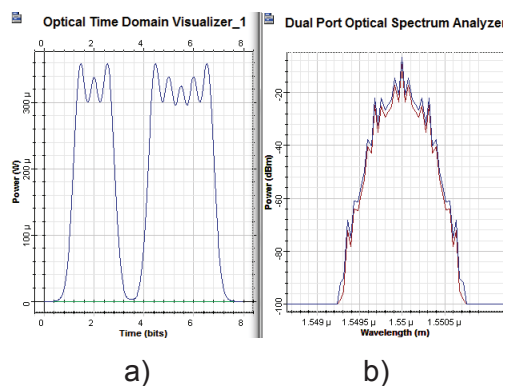 Optical Time Domain Visualizer_1
0 2 4 6 8
Power (W)
300 µ
200 µ
100 µ
0
0 2 4 6 8
Time (bits)
a)
Dual Port Optical Spectrum Analyzer
Power (dBm)
-20
-40
-60
-80
-100
1.549 µ 1.5495 µ 1.55 µ 1.5505 µ
Wavelength (m)
b)